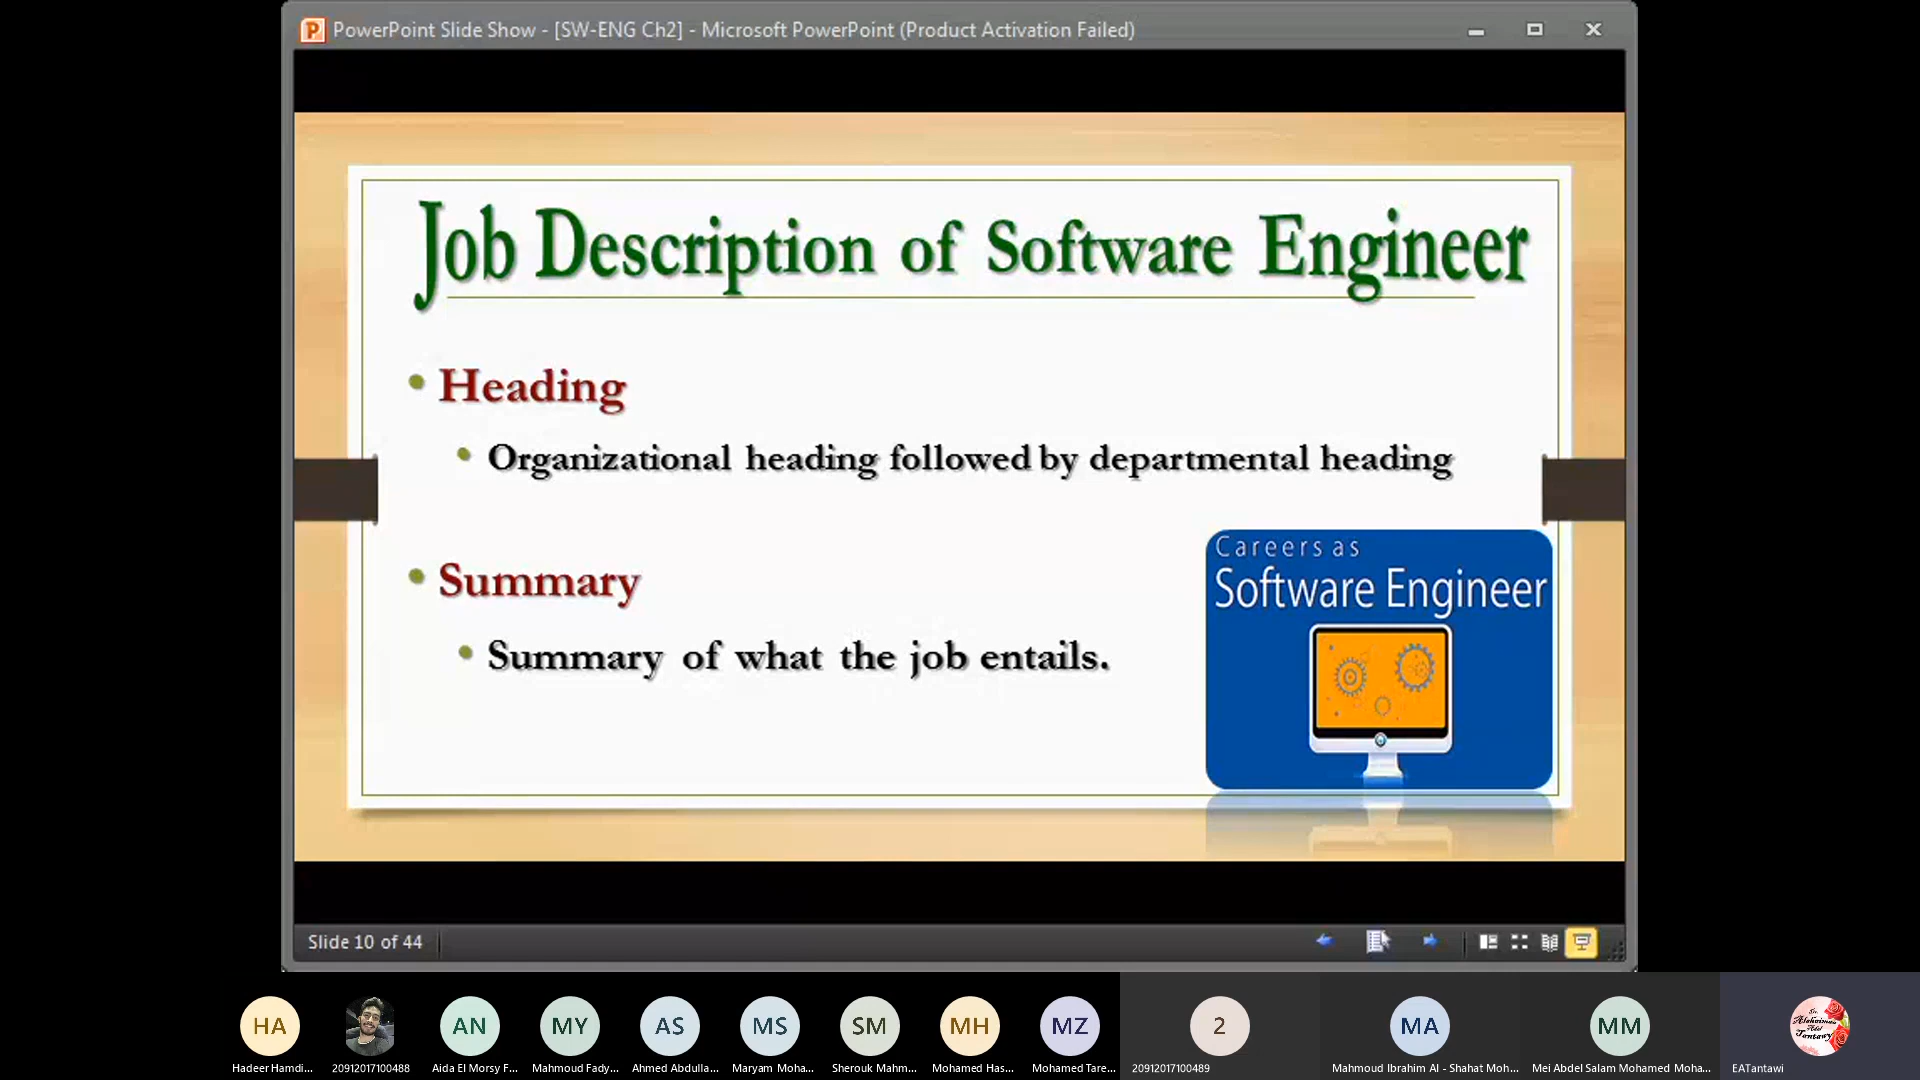 PowerPoint Slide Show - [SW-ENG Ch2] - Microsoft PowerPoint (Product Activation Failed)
Job Description of Software Engineer
Heading
Organizational heading followed by departmental heading
Summary
Summary of what the job entails.
Careers as
Software Engineer
Slide 10 of 44
HA
AN
MY
AS
MS
SM
MH
MZ
2
MA
MM
Hadeer Hamdi...
20912017100488
Aida El Morsy F...
Mahmoud Fady...
Ahmed Abdulla...
Maryam Moha...
Sherouk Mahm...
Mohamed Has...
Mohamed Tare...
20912017100489
Mahmoud Ibrahim Al - Shahat Moh...
Mei Abdel Salam Mohamed Moha...
EATantawi